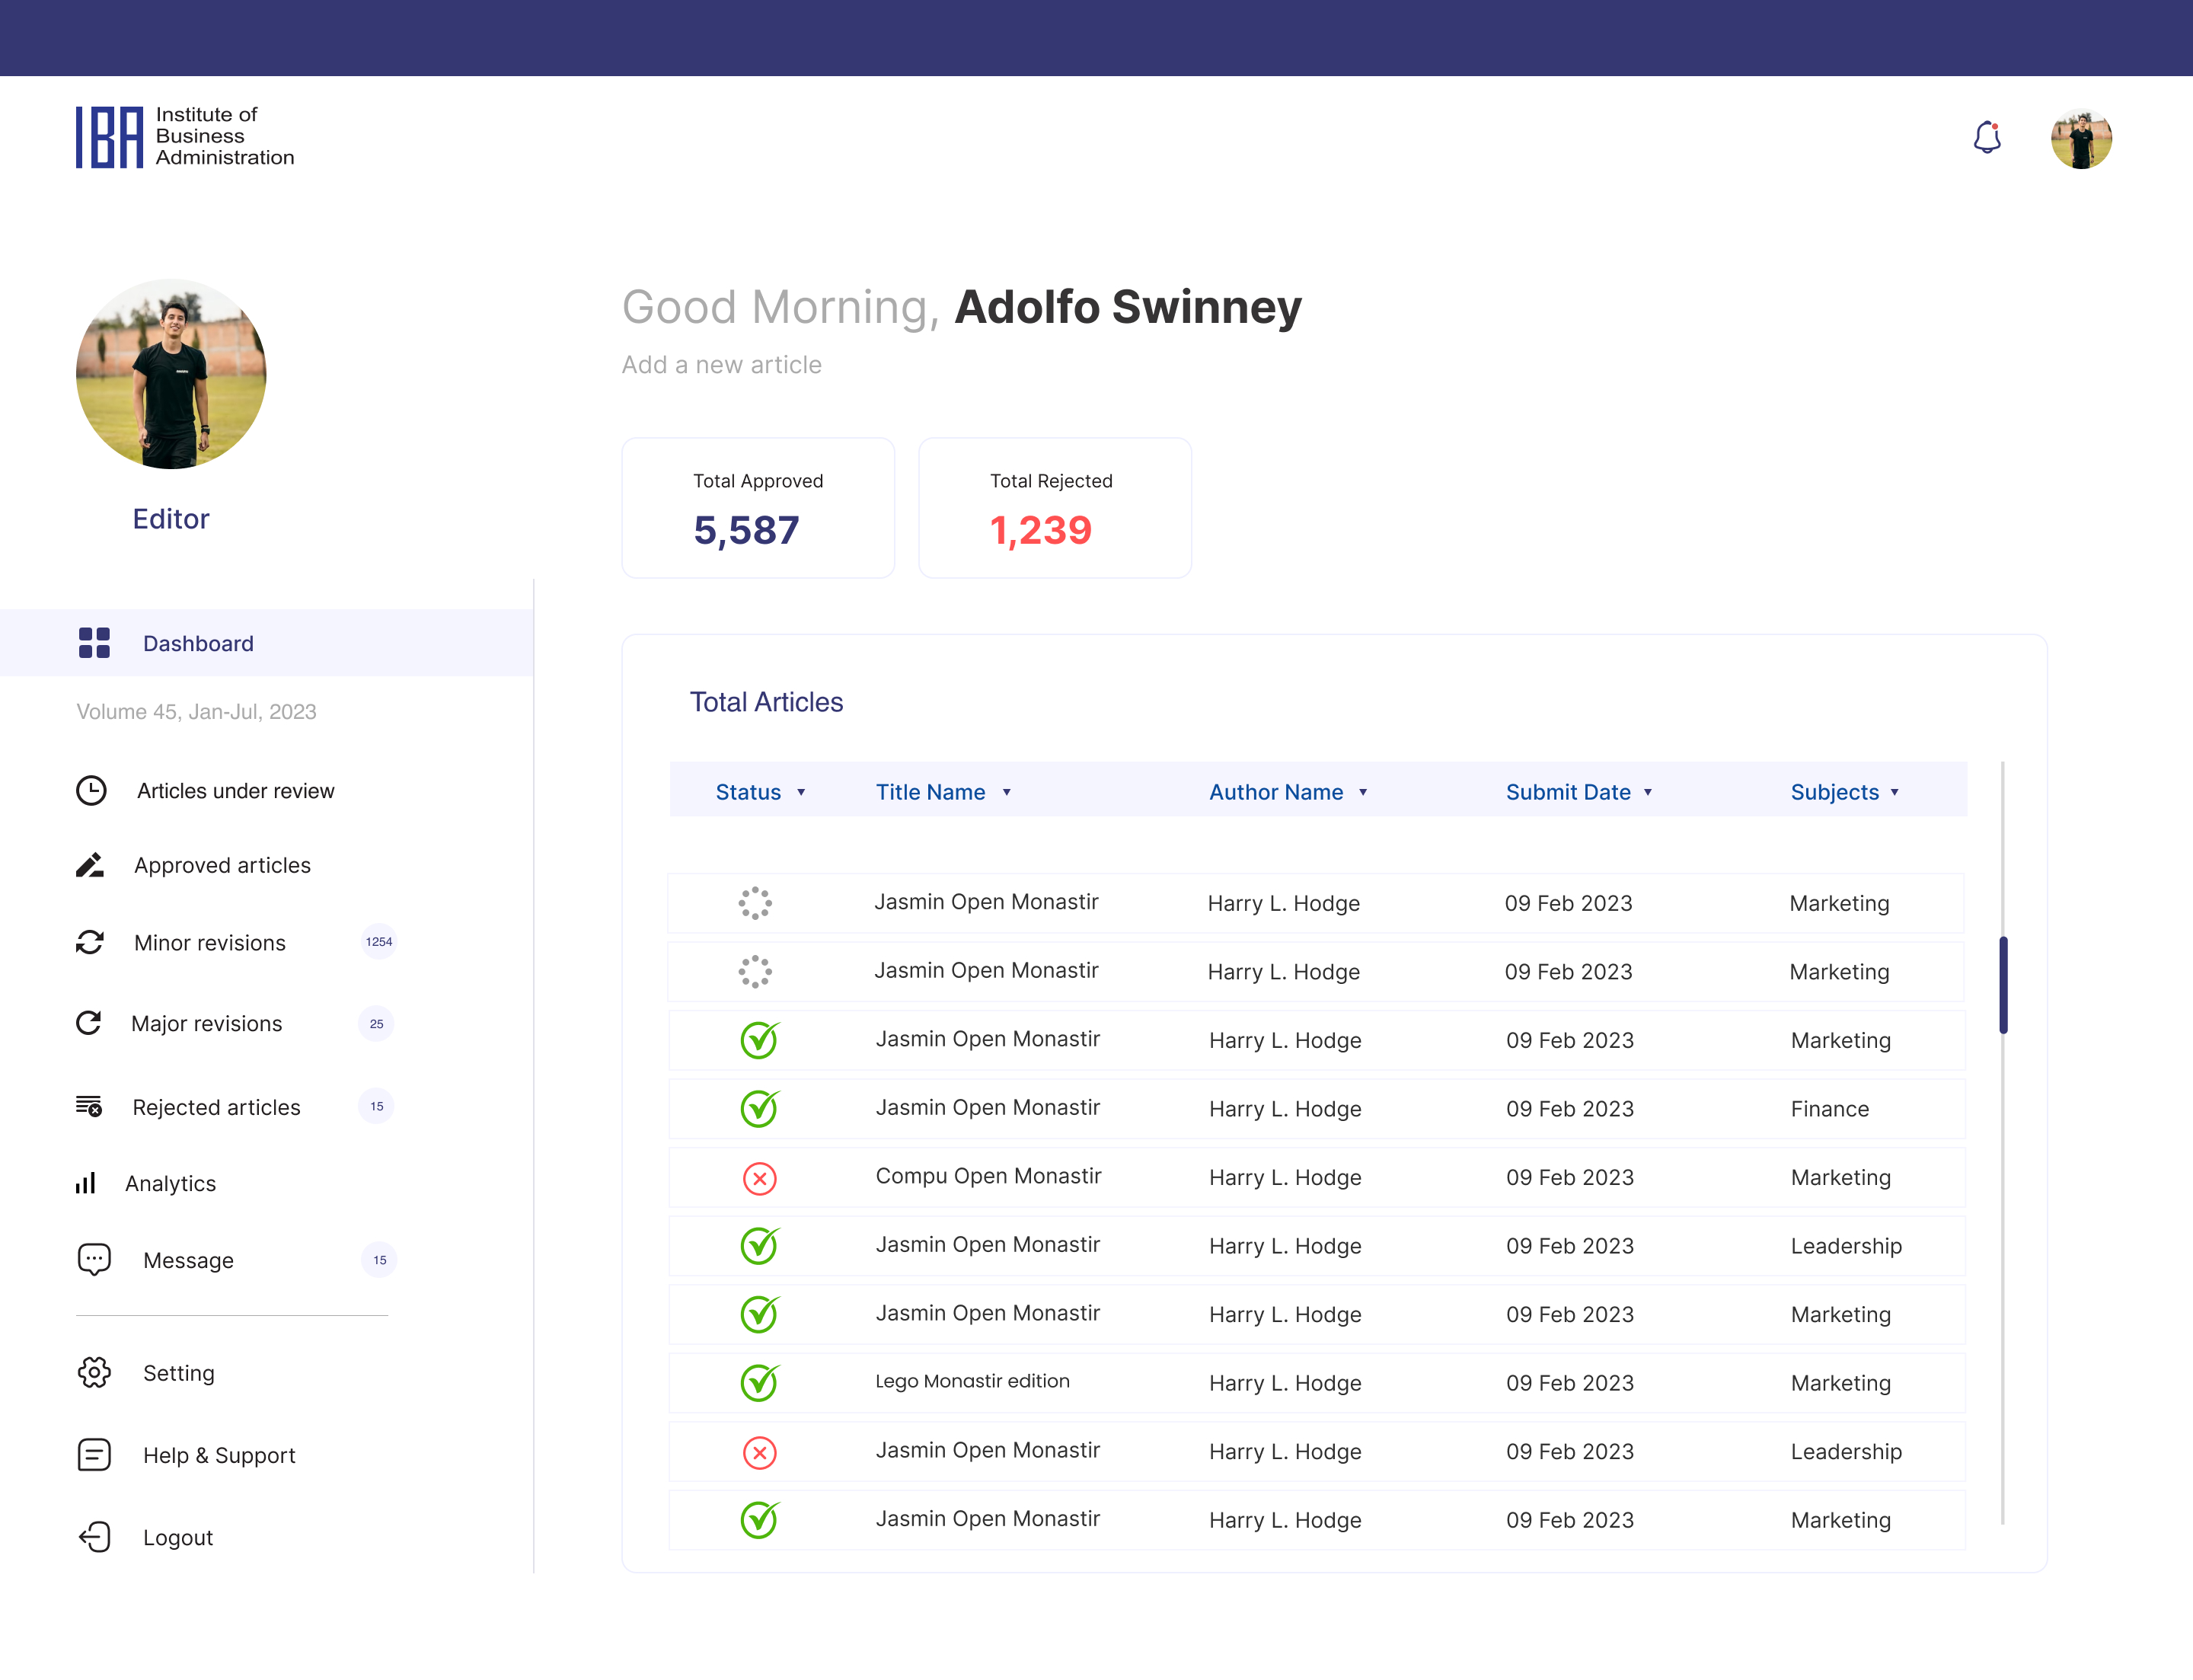 IBA
Institute of
Business
Administration
Good Morning, Adolfo Swinney
Add a new article
Editor
Total Approved
5,587
Total Rejected
1,239
Dashboard
Volume 45, Jan-Jul, 2023
Articles under review
Approved articles
Minor revisions 1254
Major revisions 25
Rejected articles 15
Analytics
Message 15
Setting
Help & Support
Logout
Total Articles
Status Title Name Author Name Submit Date Subjects
Jasmin Open Monastir Harry L. Hodge 09 Feb 2023 Marketing
Jasmin Open Monastir Harry L. Hodge 09 Feb 2023 Marketing
Jasmin Open Monastir Harry L. Hodge 09 Feb 2023 Marketing
Jasmin Open Monastir Harry L. Hodge 09 Feb 2023 Finance
Compu Open Monastir Harry L. Hodge 09 Feb 2023 Marketing
Jasmin Open Monastir Harry L. Hodge 09 Feb 2023 Leadership
Jasmin Open Monastir Harry L. Hodge 09 Feb 2023 Marketing
Lego Monastir edition Harry L. Hodge 09 Feb 2023 Marketing
Jasmin Open Monastir Harry L. Hodge 09 Feb 2023 Leadership
Jasmin Open Monastir Harry L. Hodge 09 Feb 2023 Marketing